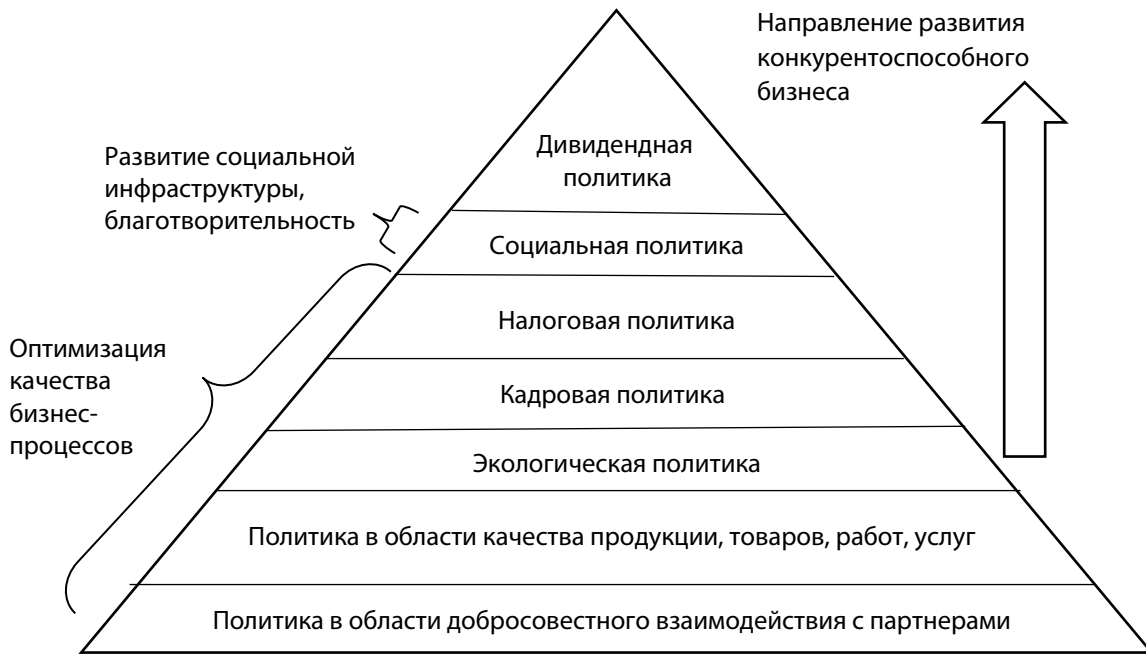 Направление развития
конкурентоспособного
бизнеса
Дивидендная
политика
Развитие социальной
инфраструктуры,
благотворительность
Социальная политика
Налоговая политика
Оптимизация
качества
бизнес-
процессов
Кадровая политика
Экологическая политика
Политика в области качества продукции, товаров, работ, услуг
Политика в области добросовестного взаимодействия с партнерами